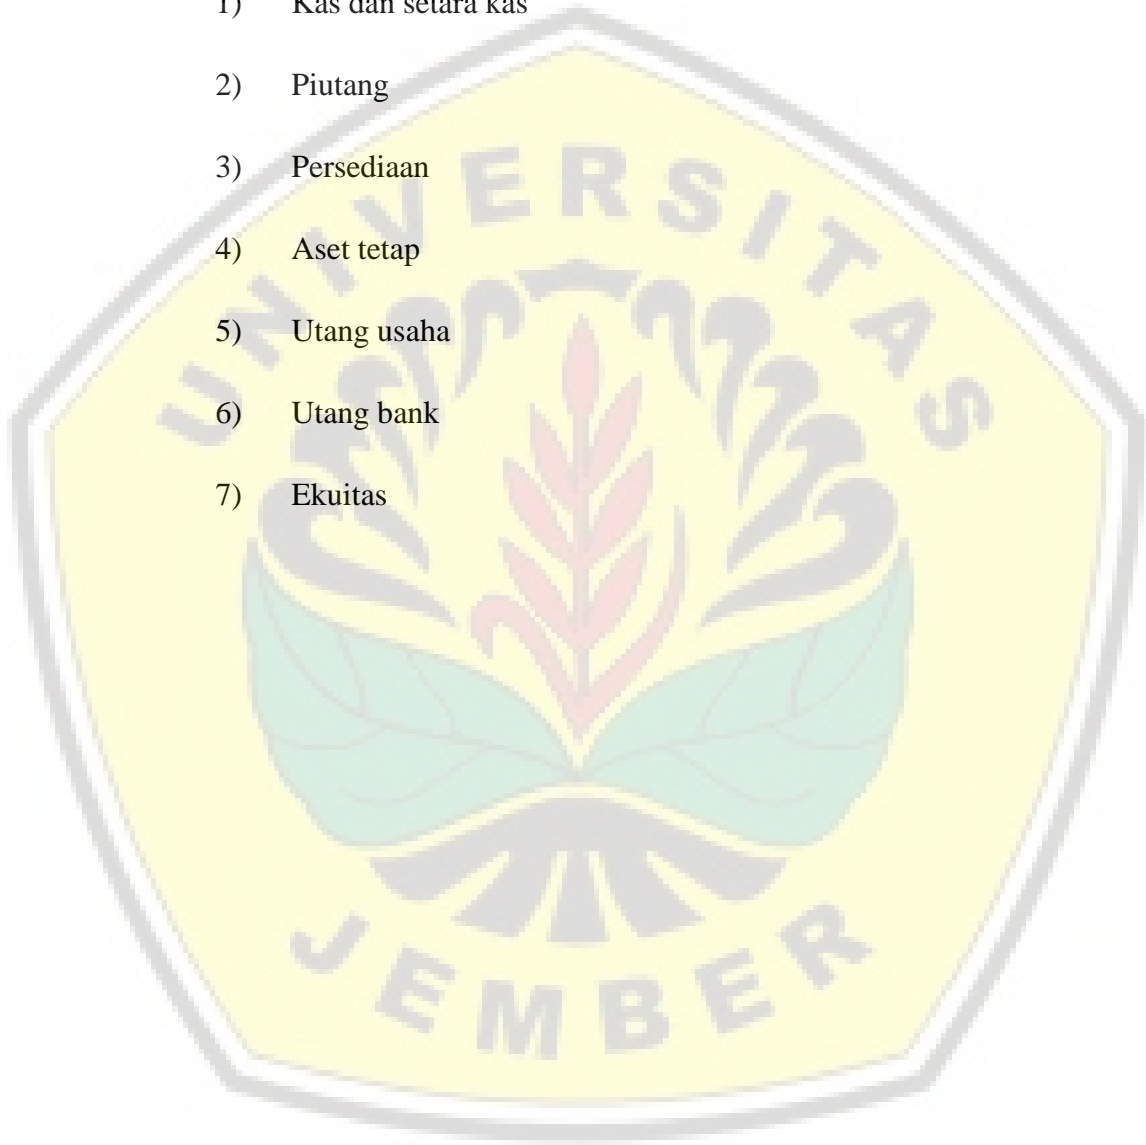 1) Kas dan setara kas
2) Piutang
3) Persediaan
4) Aset tetap
5) Utang usaha
6) Utang bank
7) Ekuitas
UNIVERSITAS
JEMBER